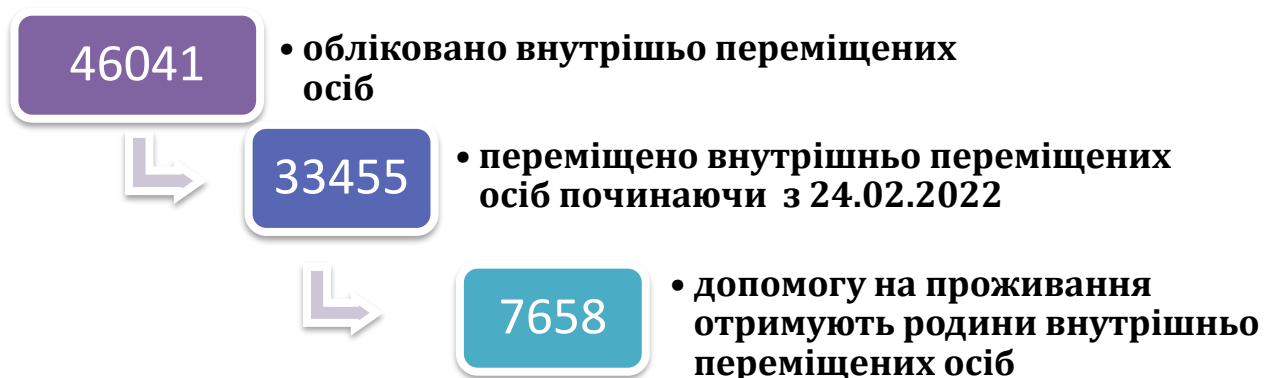 46041
• обліковано внутрішьо переміщених
осіб
33455
• переміщено внутрішньо переміщених
осіб починаючи з 24.02.2022
7658
• допомогу на проживання
отримують родини внутрішньо
переміщених осіб